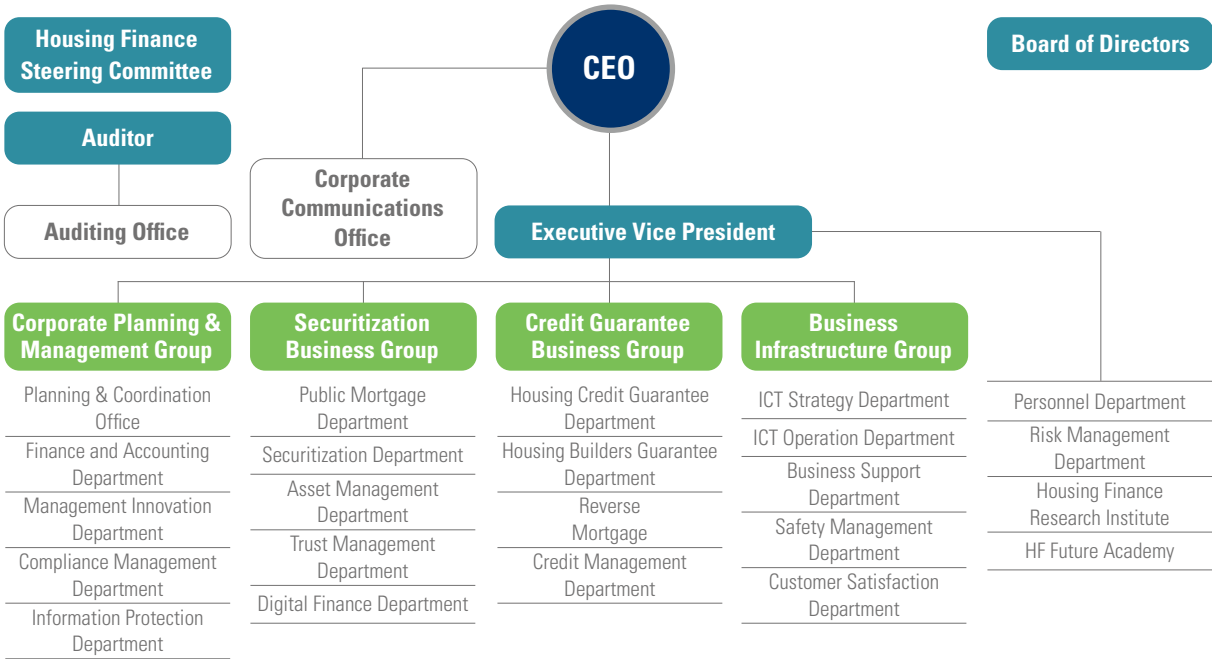 Housing Finance
Steering Committee
CEO
Board of Directors
Auditor
Auditing Office
Corporate
Communications
Office
Executive Vice President
Corporate Planning &
Management Group
Planning & Coordination
Office
Finance and Accounting
Department
Management Innovation
Department
Compliance Management
Department
Information Protection
Department
Securitization
Business Group
Public Mortgage
Department
Securitization Department
Asset Management
Department
Trust Management
Department
Digital Finance Department
Credit Guarantee
Business Group
Housing Credit Guarantee
Department
Housing Builders Guarantee
Department
Reverse
Mortgage
Credit Management
Department
Business
Infrastructure Group
ICT Strategy Department
ICT Operation Department
Business Support
Department
Safety Management
Department
Customer Satisfaction
Department
Personnel Department
Risk Management
Department
Housing Finance
Research Institute
HF Future Academy